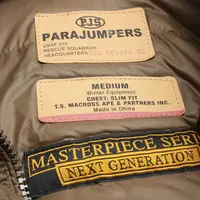 PJS
PARAJUMPERS
USAF 210
RESCUE SQUADRON
HEADQUARTERS
MEDIUM
Winter Equipment
CHEST: SLIM FIT
T.S. MACROSS APE & PARTNERS INC.
Made in China
MASTERPIECE SERI
NEXT GENERATION